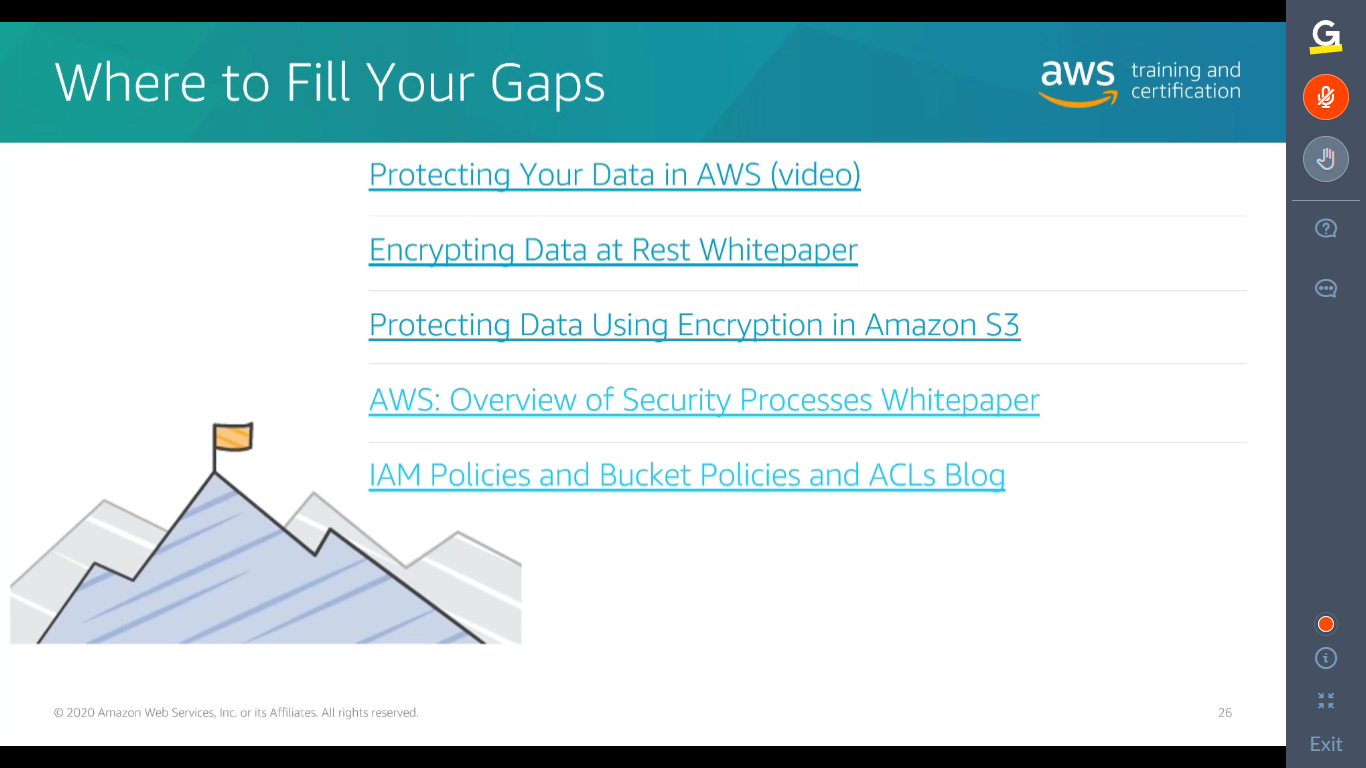 Where to Fill Your Gaps
aws training and
certification
Protecting Your Data in AWS (video)
Encrypting Data at Rest Whitepaper
Protecting Data Using Encryption in Amazon S3
AWS: Overview of Security Processes Whitepaper
IAM Policies and Bucket Policies and ACLs Blog
© 2020 Amazon Web Services, Inc. or its Affiliates. All rights reserved.
26
G
?
i
Exit